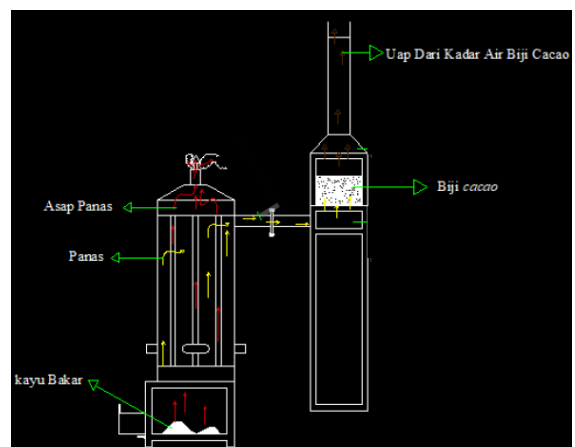 Uap Dari Kadar Air Biji Cacao
Biji cacao
Asap Panas
Panas
kayu Bakar